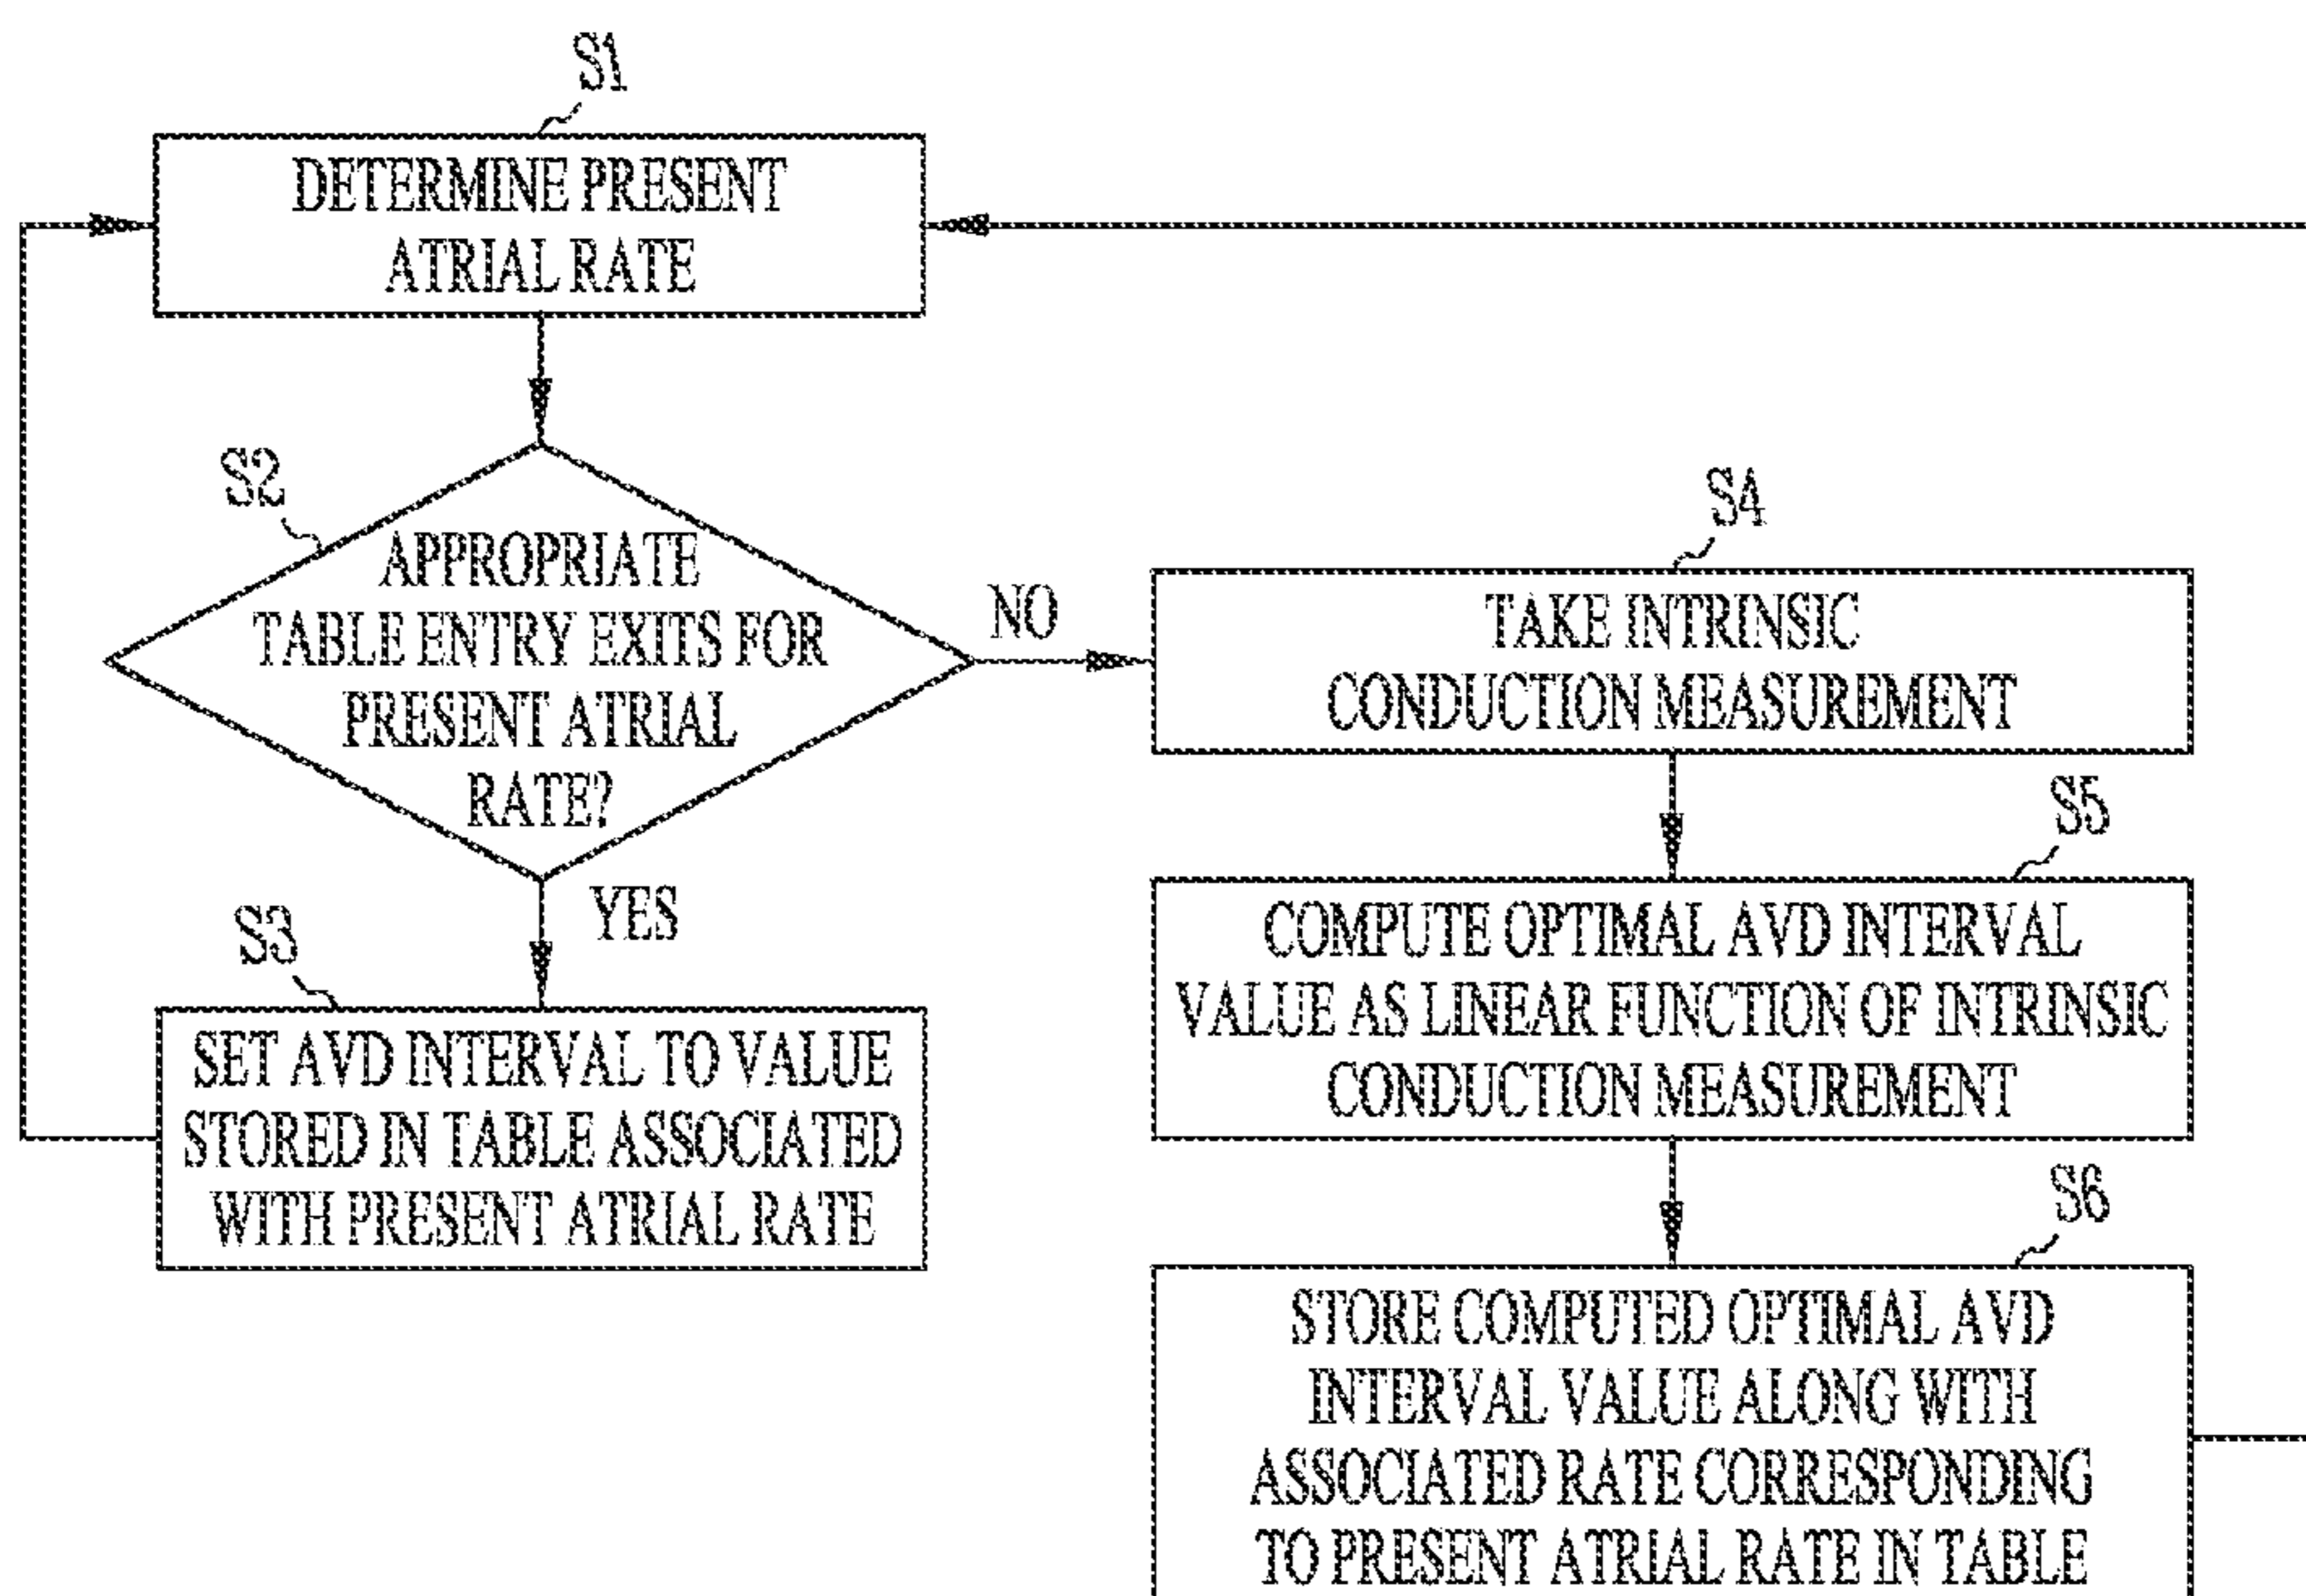 S1
DETERMINE PRESENT
ATRIAL RATE
S2
APPROPRIATE
TABLE ENTRY EXITS FOR
PRESENT ATRIAL
RATE?
NO
YES
S3
SET AVD INTERVAL TO VALUE
STORED IN TABLE ASSOCIATED
WITH PRESENT ATRIAL RATE
S4
TAKE INTRINSIC
CONDUCTION MEASUREMENT
S5
COMPUTE OPTIMAL AVD INTERVAL
VALUE AS LINEAR FUNCTION OF INTRINSIC
CONDUCTION MEASUREMENT
S6
STORE COMPUTED OPTIMAL AVD
INTERVAL VALUE ALONG WITH
ASSOCIATED RATE CORRESPONDING
TO PRESENT ATRIAL RATE IN TABLE